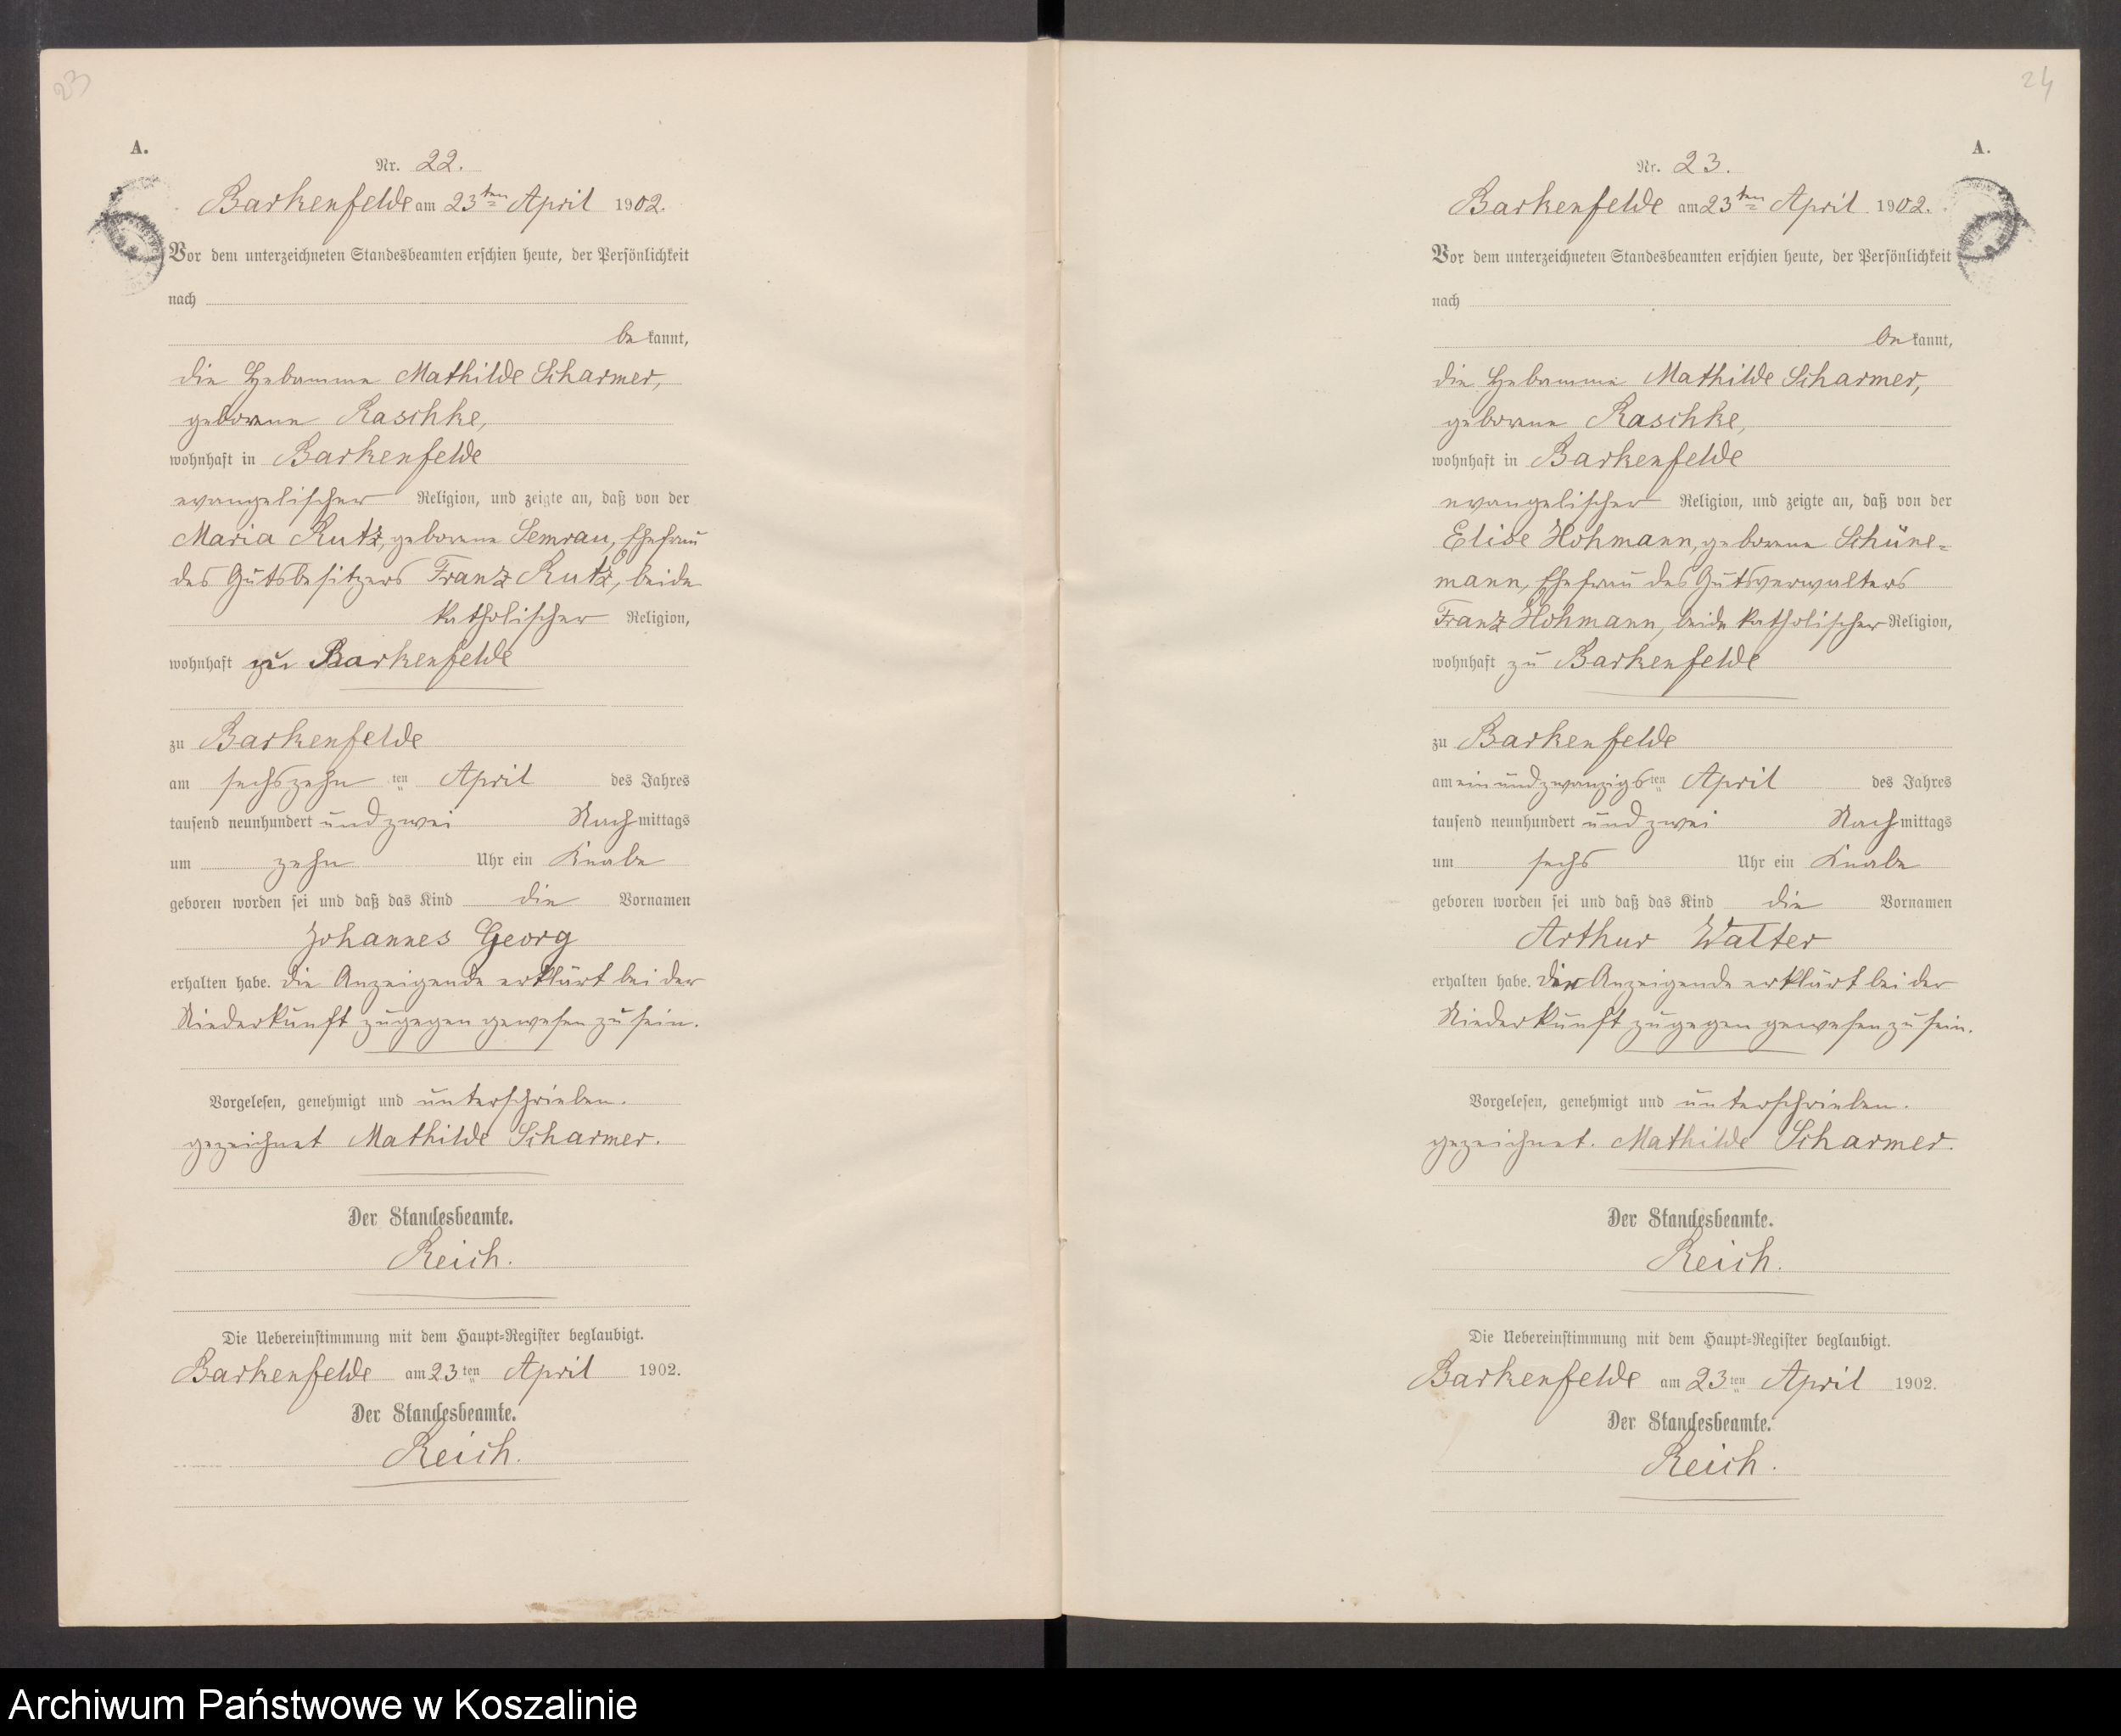 23
A.
Nr. 22.
Barkenfelde am 23ten April 1902.
Vor dem unterzeichneten Standesbeamten erschien heute, der Persönlichkeit
nach
bekannt,
die Hebamme Mathilde Scharmer,
geborene Raschke,
wohnhaft in Barkenfelde
evangelischer Religion, und zeigte an, daß von der
Maria Rutz, geborene Semrau, Ehefrau
des Gutsbesitzers Franz Rutz, beide
katholischer Religion,
wohnhaft zu Barkenfelde
zu Barkenfelde
am sechszehn ten April des Jahres
tausend neunhundert und zwei Nachmittags
um zehn Uhr ein Knabe
geboren worden sei und daß das Kind die Vornamen
Johannes Georg
erhalten habe. Die Anzeigende erklärt bei der
Niederkunft zugegen gewesen zu sein.
Vorgelesen, genehmigt und unterschrieben.
gezeichnet Mathilde Scharmer.
Der Standesbeamte.
Reich.
Die Uebereinstimmung mit dem Haupt=Register beglaubigt.
Barkenfelde am 23ten April 1902.
Der Standesbeamte.
Reich.
24
A.
Nr. 23.
Barkenfelde am 23ten April 1902.
Vor dem unterzeichneten Standesbeamten erschien heute, der Persönlichkeit
nach
bekannt,
die Hebamme Mathilde Scharmer,
geborene Raschke,
wohnhaft in Barkenfelde
evangelischer Religion, und zeigte an, daß von der
Elise Hohmann, geborene Schüne=
mann, Ehefrau des Gutsverwalters
Franz Hohmann, beide katholischer Religion,
wohnhaft zu Barkenfelde
zu Barkenfelde
am ein und zwanzigsten April des Jahres
tausend neunhundert und zwei Nachmittags
um sechs Uhr ein Knabe
geboren worden sei und daß das Kind die Vornamen
Arthur Walter
erhalten habe. Die Anzeigende erklärt bei der
Niederkunft zugegen gewesen zu sein.
Vorgelesen, genehmigt und unterschrieben.
gezeichnet. Mathilde Scharmer.
Der Standesbeamte.
Reich.
Die Uebereinstimmung mit dem Haupt=Register beglaubigt.
Barkenfelde am 23ten April 1902.
Der Standesbeamte.
Reich.
Archiwum Państwowe w Koszalinie